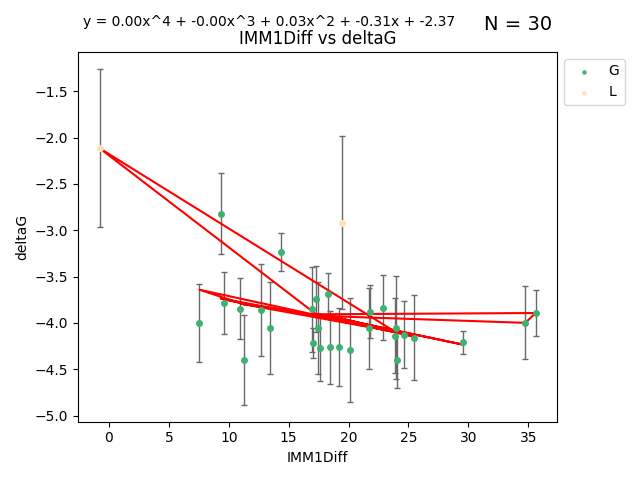 y = 0.00x^4 + -0.00x^3 + 0.03x^2 + -0.31x + -2.37
N = 30
IMM1Diff vs deltaG
G
L
deltaG
−1.5
−2.0
−2.5
−3.0
−3.5
−4.0
−4.5
−5.0
0 5 10 15 20 25 30 35
IMM1Diff